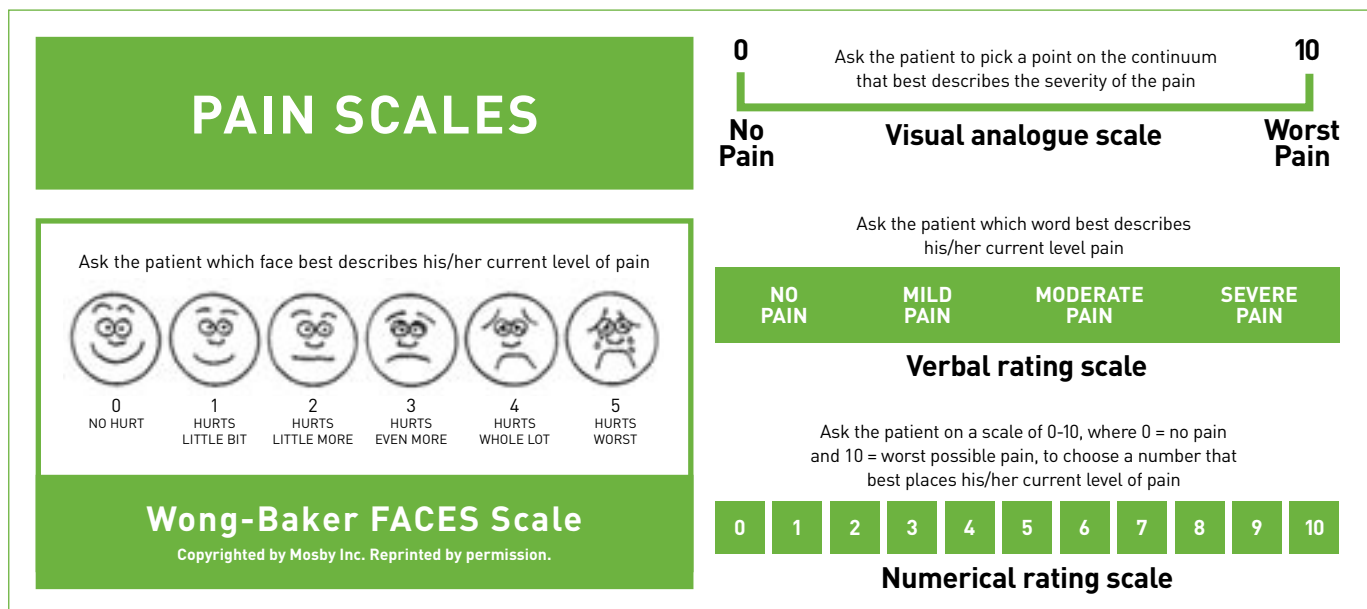 PAIN SCALES
Ask the patient which face best describes his/her current level of pain
0 1 2 3 4 5
NO HURT HURTS HURTS HURTS HURTS HURTS
LITTLE BIT LITTLE MORE EVEN MORE WHOLE LOT WORST
Wong-Baker FACES Scale
Copyrighted by Mosby Inc. Reprinted by permission.
0 10
Ask the patient to pick a point on the continuum
that best describes the severity of the pain
No Visual analogue scale Worst
Pain Pain
Ask the patient which word best describes
his/her current level pain
NO MILD MODERATE SEVERE
PAIN PAIN PAIN PAIN
Verbal rating scale
Ask the patient on a scale of 0-10, where 0 = no pain
and 10 = worst possible pain, to choose a number that
best places his/her current level of pain
0 1 2 3 4 5 6 7 8 9 10
Numerical rating scale